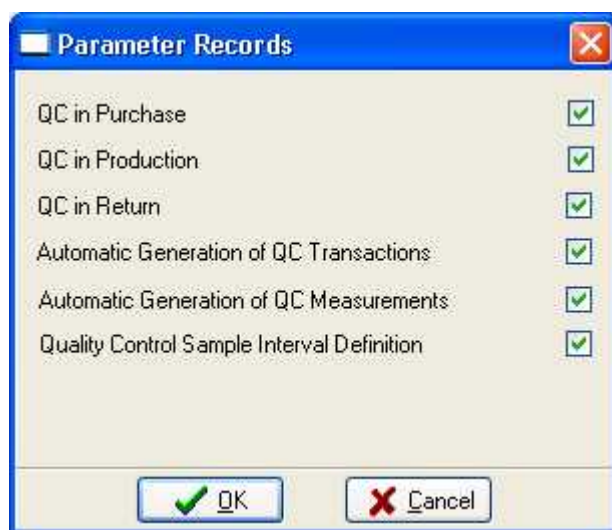 Parameter Records
QC in Purchase
QC in Production
QC in Return
Automatic Generation of QC Transactions
Automatic Generation of QC Measurements
Quality Control Sample Interval Definition
OK
Cancel